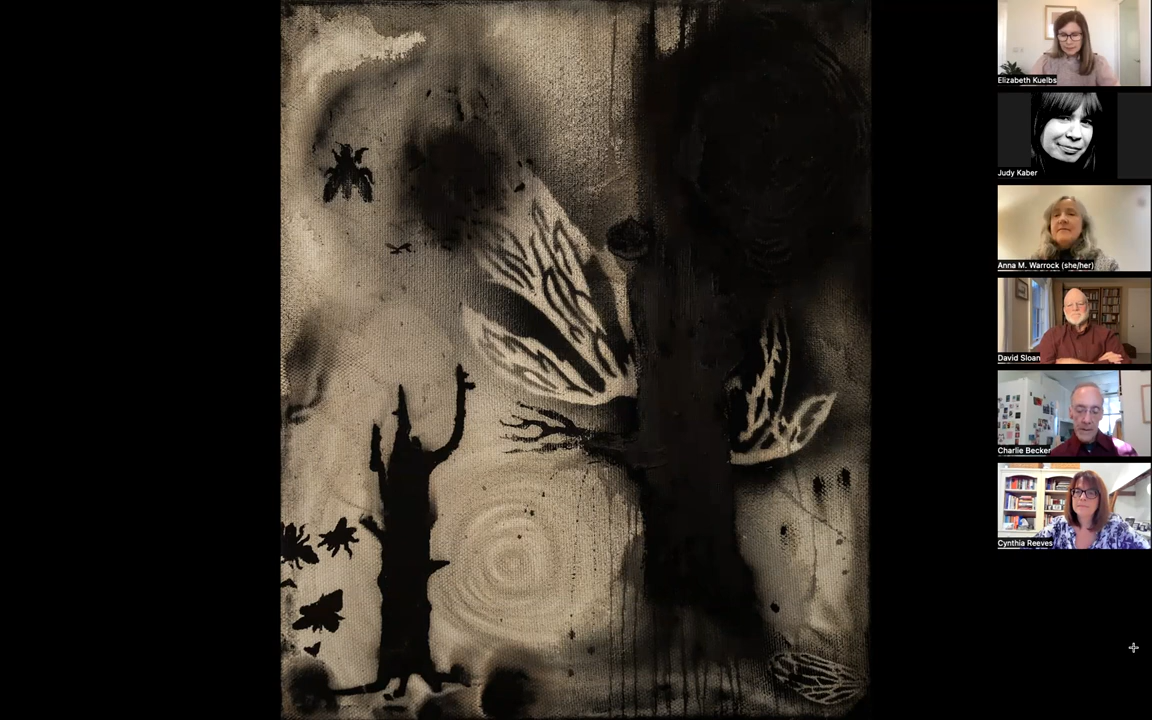 Elizabeth Kuelbs
Judy Kaber
Anna M. Warrock (she/her)
David Sloan
Charlie Becker
Cynthia Reeves